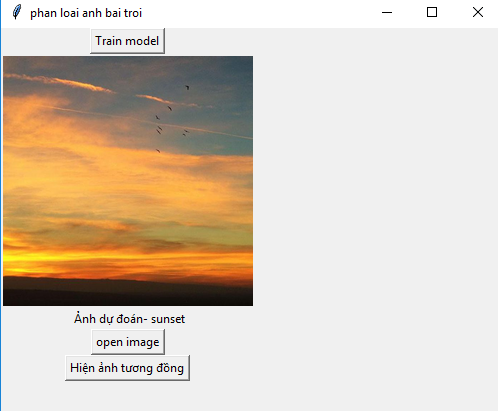 phan loai anh bai troi
Train model
Ảnh dự đoán- sunset
open image
Hiện ảnh tương đồng